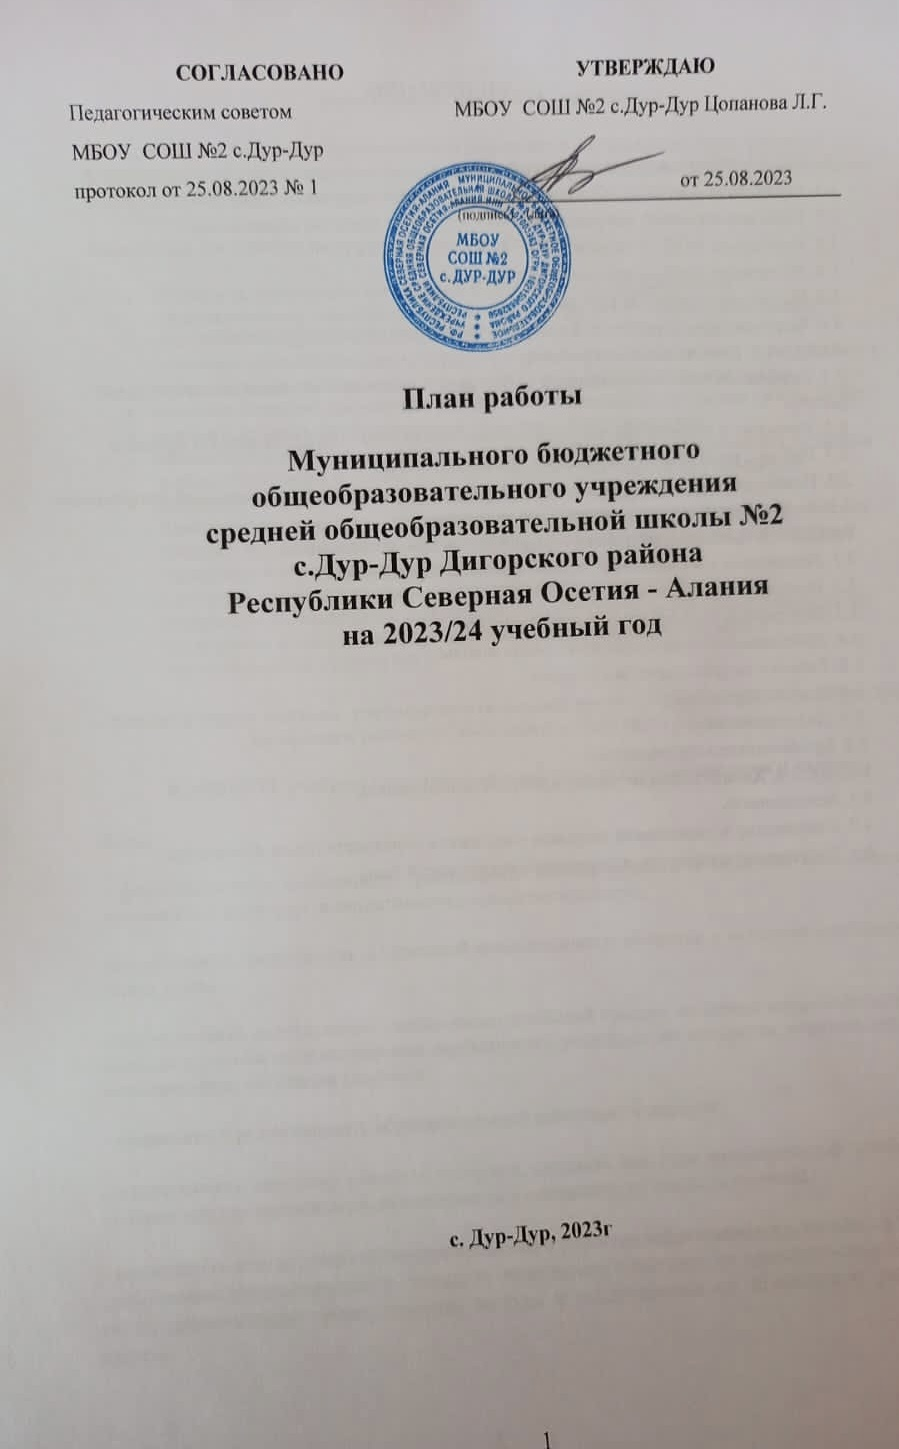 СОГЛАСОВАНО
Педагогическим советом
МБОУ СОШ №2 с.Дур-Дур
протокол от 25.08.2023 № 1
УТВЕРЖДАЮ
МБОУ СОШ №2 с.Дур-Дур Цопанова Л.Г.
от 25.08.2023
МБОУ
СОШ №2
с. ДУР-ДУР
План работы
Муниципального бюджетного
общеобразовательного учреждения
средней общеобразовательной школы №2
с.Дур-Дур Дигорского района
Республики Северная Осетия - Алания
на 2023/24 учебный год
с. Дур-Дур, 2023г
1